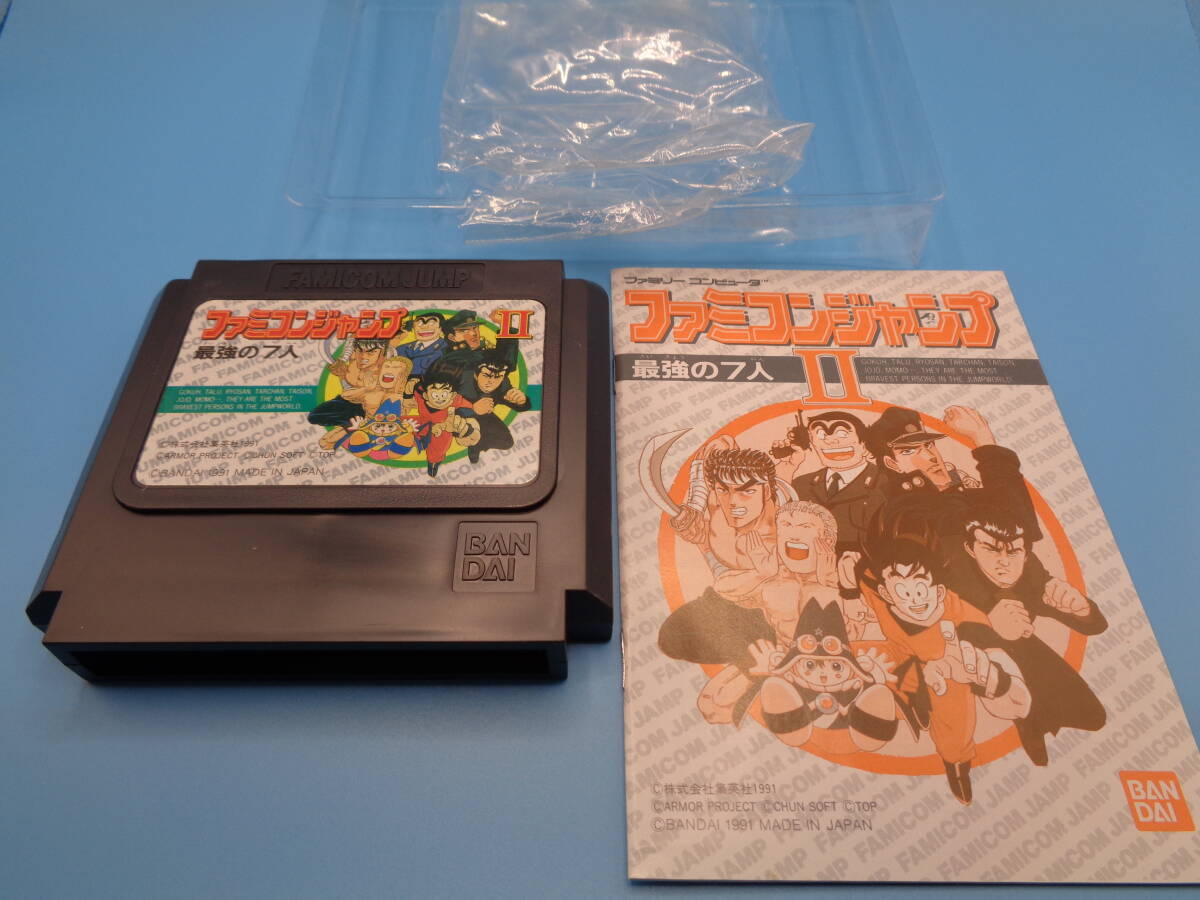 FAMICOM JUMP
ファミコンジャンプ
II
最強の7人
GOKUH, TALU, RYOSAN, TARCHAN, TAISON,
JOJO, MOMO…, THEY ARE THE MOST
BRAVEST PERSONS IN THE JUMPWORLD.
©株式会社集英社1991
©ARMOR PROJECT ©CHUN SOFT ©TOP
©BANDAI 1991 MADE IN JAPAN
BAN
DAI
ファミリー コンピュータ™
ファミコンジャンプ
II
最強の7人
GOKUH, TALU, RYOSAN, TARCHAN, TAISON,
JOJO, MOMO…, THEY ARE THE MOST
BRAVEST PERSONS IN THE JUMPWORLD.
©株式会社集英社1991
©ARMOR PROJECT ©CHUN SOFT ©TOP
©BANDAI 1991 MADE IN JAPAN
BAN
DAI
FAMICOM JAMP